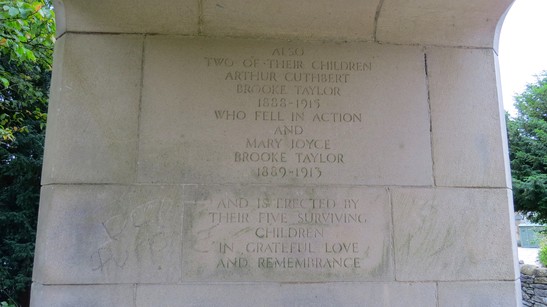 ALSO
TWO OF THEIR CHILDREN
ARTHUR CUTHBERT
BROOKE TAYLOR
1888-1915
WHO FELL IN ACTION
AND
MARY JOYCE
BROOKE TAYLOR
1889-1913
AND IS ERECTED BY
THEIR FIVE SURVIVING
CHILDREN
IN GRATEFUL LOVE
AND REMEMBRANCE